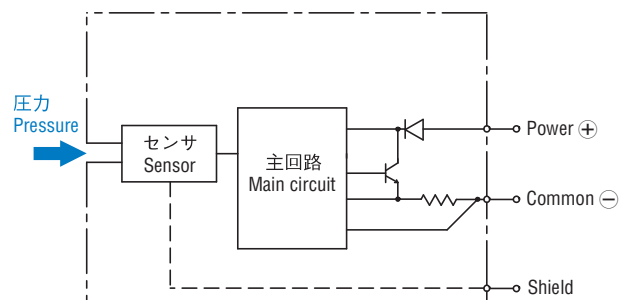 圧力
Pressure
センサ
Sensor
主回路
Main circuit
Power ⊕
Common ⊖
Shield